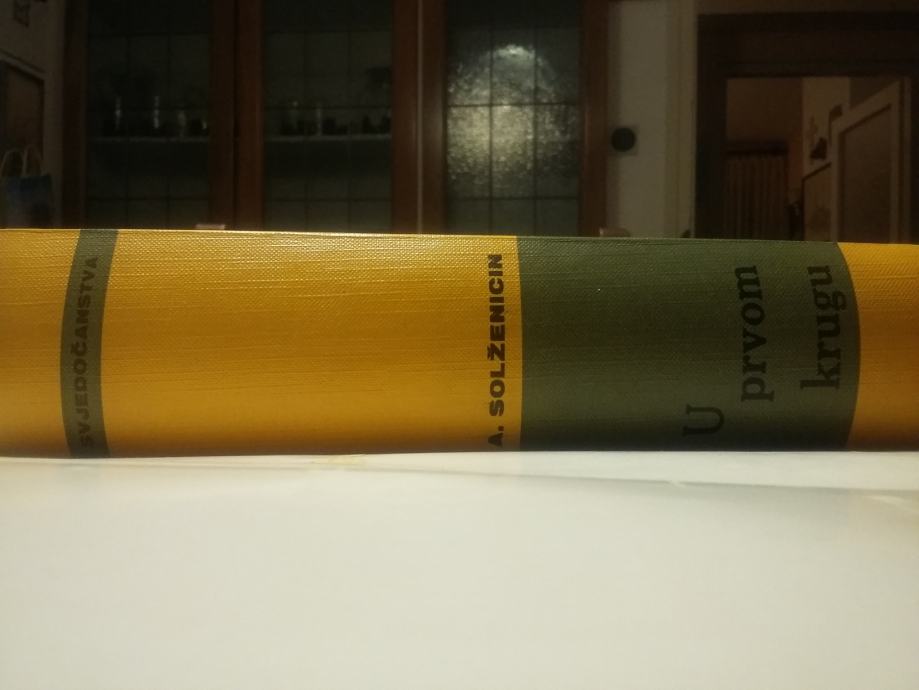 SVJEDOČANSTVA
A. SOLŽENICIN
U
prvom
krugu